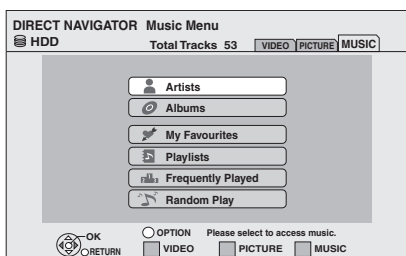 DIRECT NAVIGATOR Music Menu
HDD Total Tracks 53 VIDEO PICTURE MUSIC
Artists
Albums
My Favourites
Playlists
Frequently Played
Random Play
OK OPTION Please select to access music.
RETURN VIDEO PICTURE MUSIC